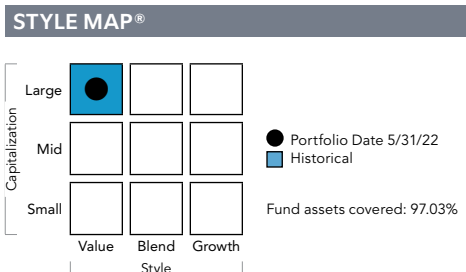 STYLE MAP®
Capitalization
Large
Mid
Small
Value Blend Growth
Style
Portfolio Date 5/31/22
Historical
Fund assets covered: 97.03%